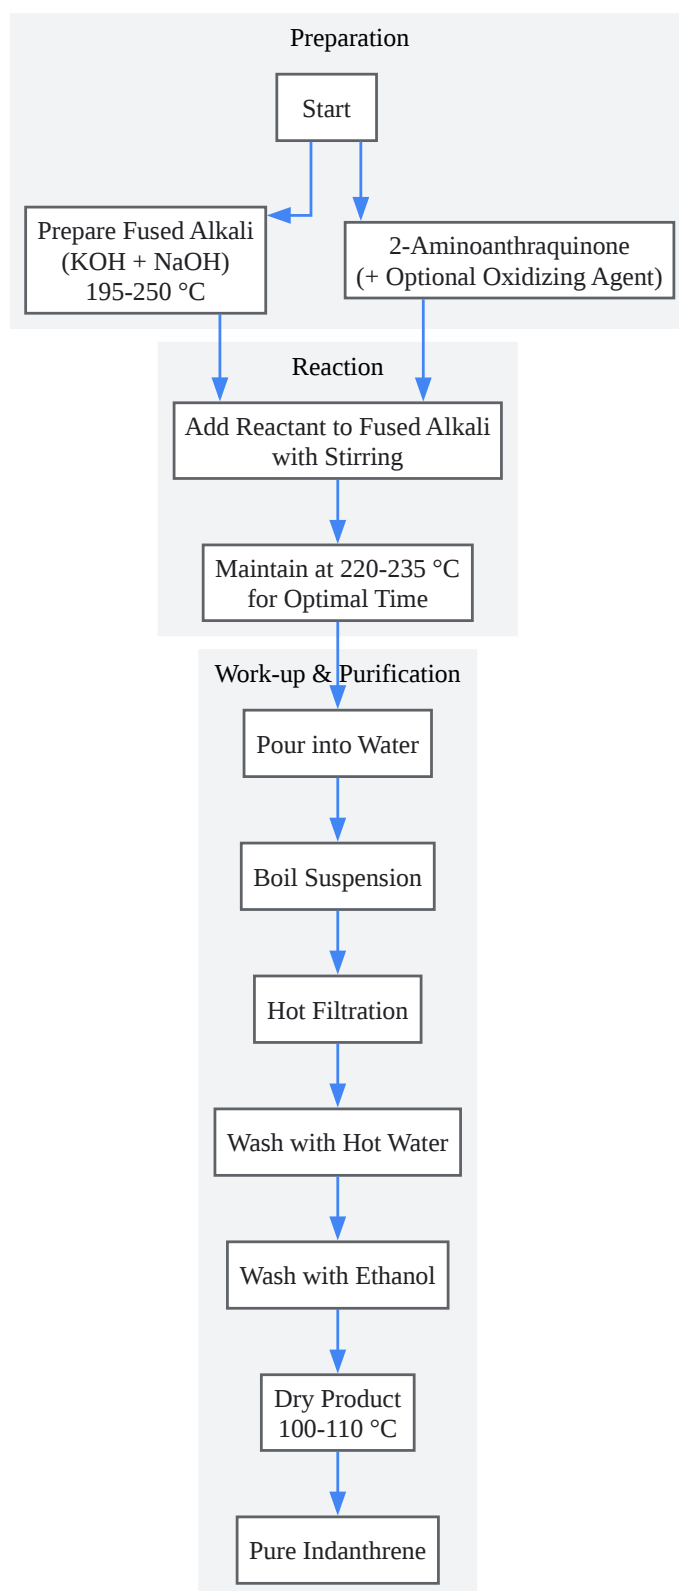 Preparation
Start
Prepare Fused Alkali
(KOH + NaOH)
195-250 °C
2-Aminoanthraquinone
(+ Optional Oxidizing Agent)
Reaction
Add Reactant to Fused Alkali
with Stirring
Maintain at 220-235 °C
for Optimal Time
Work-up & Purification
Pour into Water
Boil Suspension
Hot Filtration
Wash with Hot Water
Wash with Ethanol
Dry Product
100-110 °C
Pure Indanthrene